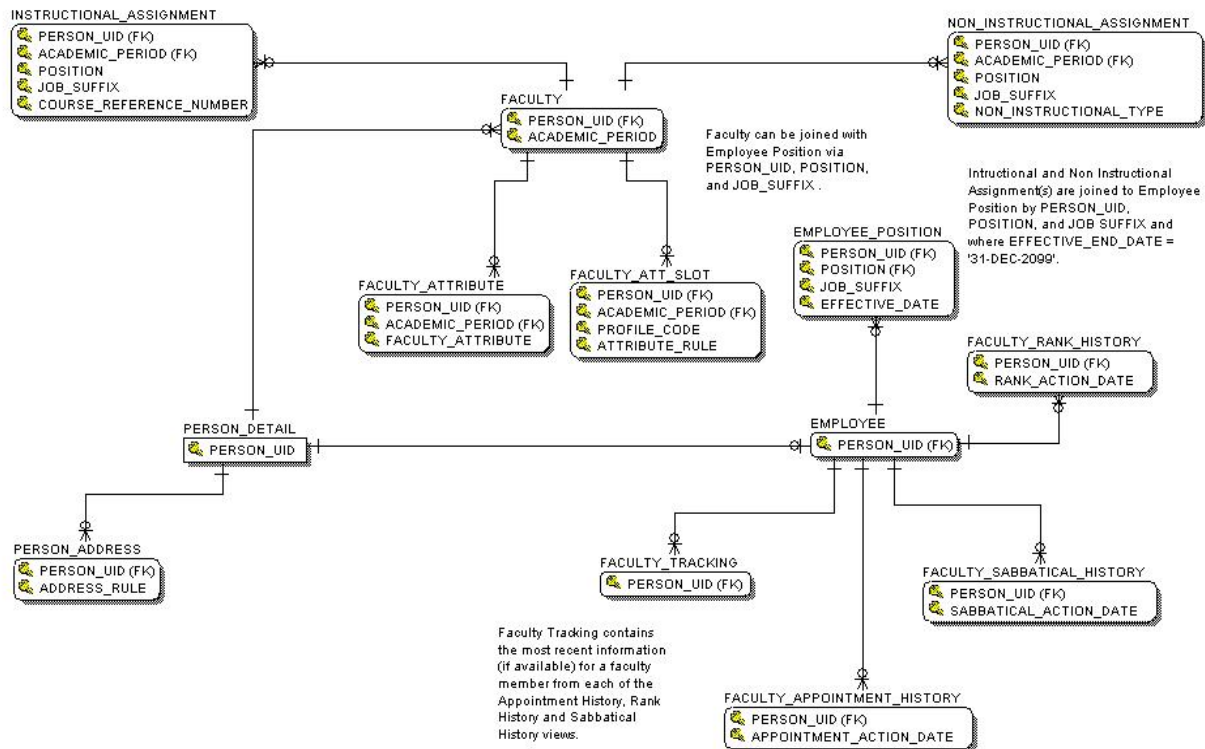 INSTRUCTIONAL_ASSIGNMENT
PERSON_UID (FK)
ACADEMIC_PERIOD (FK)
POSITION
JOB_SUFFIX
COURSE_REFERENCE_NUMBER
NON_INSTRUCTIONAL_ASSIGNMENT
PERSON_UID (FK)
ACADEMIC_PERIOD (FK)
POSITION
JOB_SUFFIX
NON_INSTRUCTIONAL_TYPE
FACULTY
PERSON_UID (FK)
ACADEMIC_PERIOD
Faculty can be joined with
Employee Position via
PERSON_UID, POSITION,
and JOB_SUFFIX .
Intructional and Non Instructional
Assignment(s) are joined to Employee
Position by PERSON_UID,
POSITION, and JOB SUFFIX and
where EFFECTIVE_END_DATE =
'31-DEC-2099'.
EMPLOYEE_POSITION
PERSON_UID (FK)
POSITION (FK)
JOB_SUFFIX
EFFECTIVE_DATE
FACULTY_ATTRIBUTE
PERSON_UID (FK)
ACADEMIC_PERIOD (FK)
FACULTY_ATTRIBUTE
FACULTY_ATT_SLOT
PERSON_UID (FK)
ACADEMIC_PERIOD (FK)
PROFILE_CODE
ATTRIBUTE_RULE
FACULTY_RANK_HISTORY
PERSON_UID (FK)
RANK_ACTION_DATE
PERSON_DETAIL
PERSON_UID
EMPLOYEE
PERSON_UID (FK)
PERSON_ADDRESS
PERSON_UID (FK)
ADDRESS_RULE
FACULTY_TRACKING
PERSON_UID (FK)
FACULTY_SABBATICAL_HISTORY
PERSON_UID (FK)
SABBATICAL_ACTION_DATE
Faculty Tracking contains
the most recent information
(if available) for a faculty
member from each of the
Appointment History, Rank
History and Sabbatical
History views.
FACULTY_APPOINTMENT_HISTORY
PERSON_UID (FK)
APPOINTMENT_ACTION_DATE